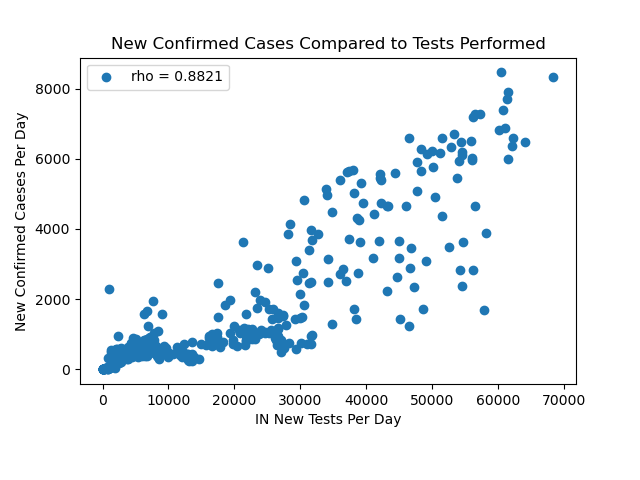 New Confirmed Cases Compared to Tests Performed
rho = 0.8821
New Confirmed Caeses Per Day
8000
6000
4000
2000
0
0 10000 20000 30000 40000 50000 60000 70000
IN New Tests Per Day